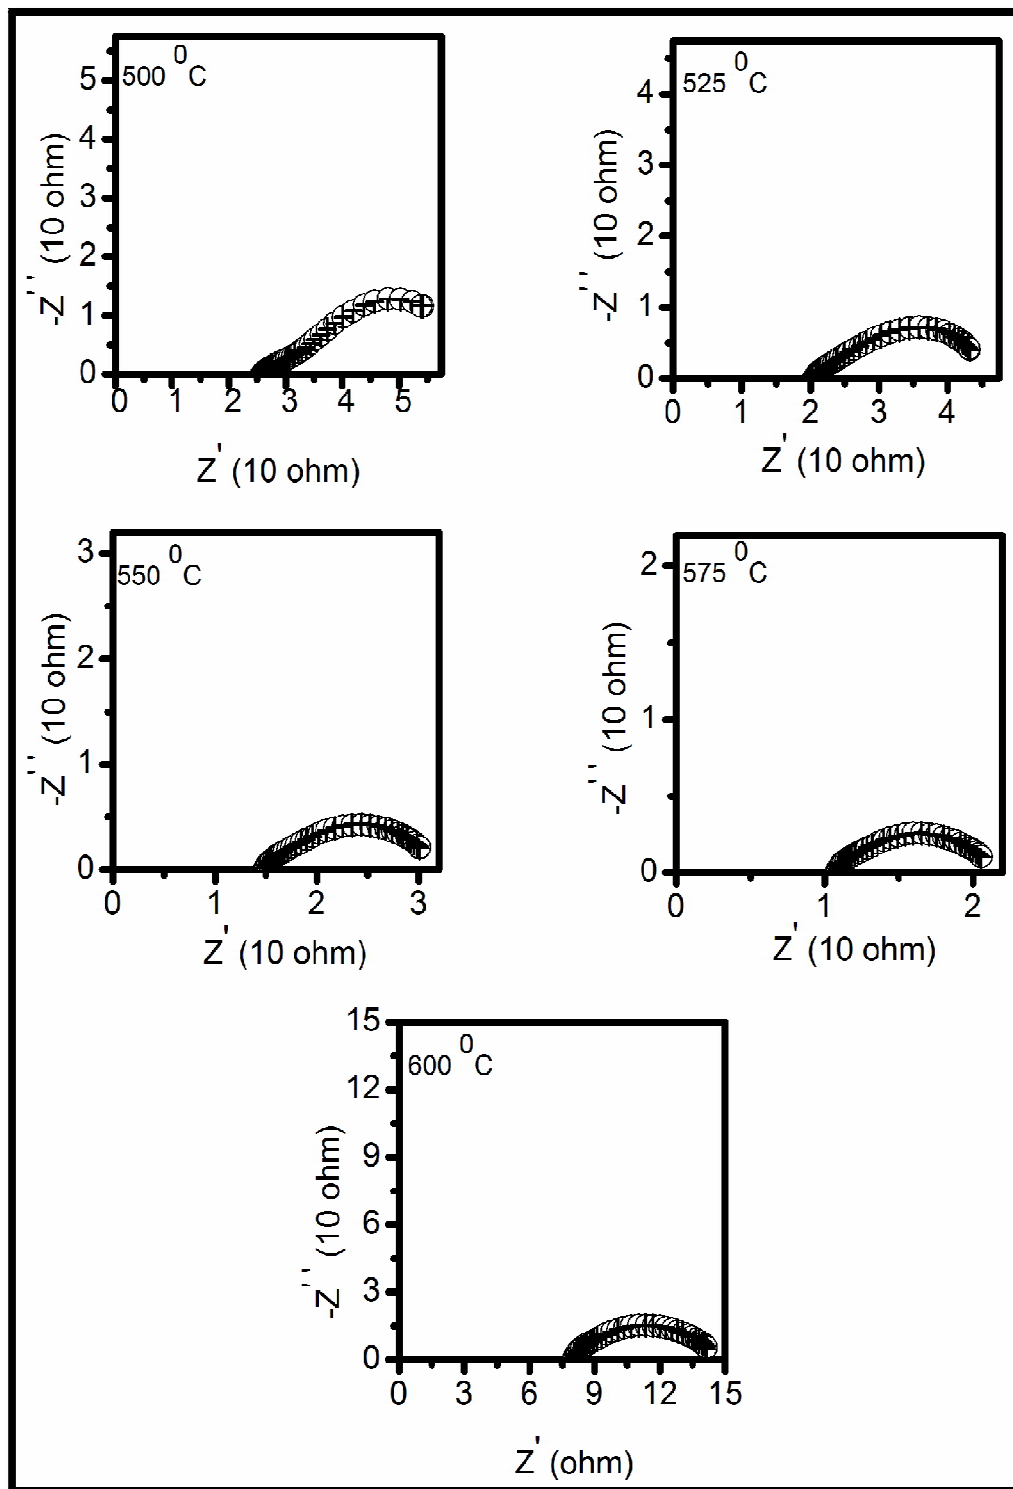 500 ⁰C
5
4
3
2
1
0
-Z'' (10 ohm)
0 1 2 3 4 5
Z' (10 ohm)
525 ⁰C
4
3
2
1
0
-Z'' (10 ohm)
0 1 2 3 4
Z' (10 ohm)
550 ⁰C
3
2
1
0
-Z'' (10 ohm)
0 1 2 3
Z' (10 ohm)
575 ⁰C
2
1
0
-Z'' (10 ohm)
0 1 2
Z' (10 ohm)
600 ⁰C
15
12
9
6
3
0
-Z'' (10 ohm)
0 3 6 9 12 15
Z' (ohm)